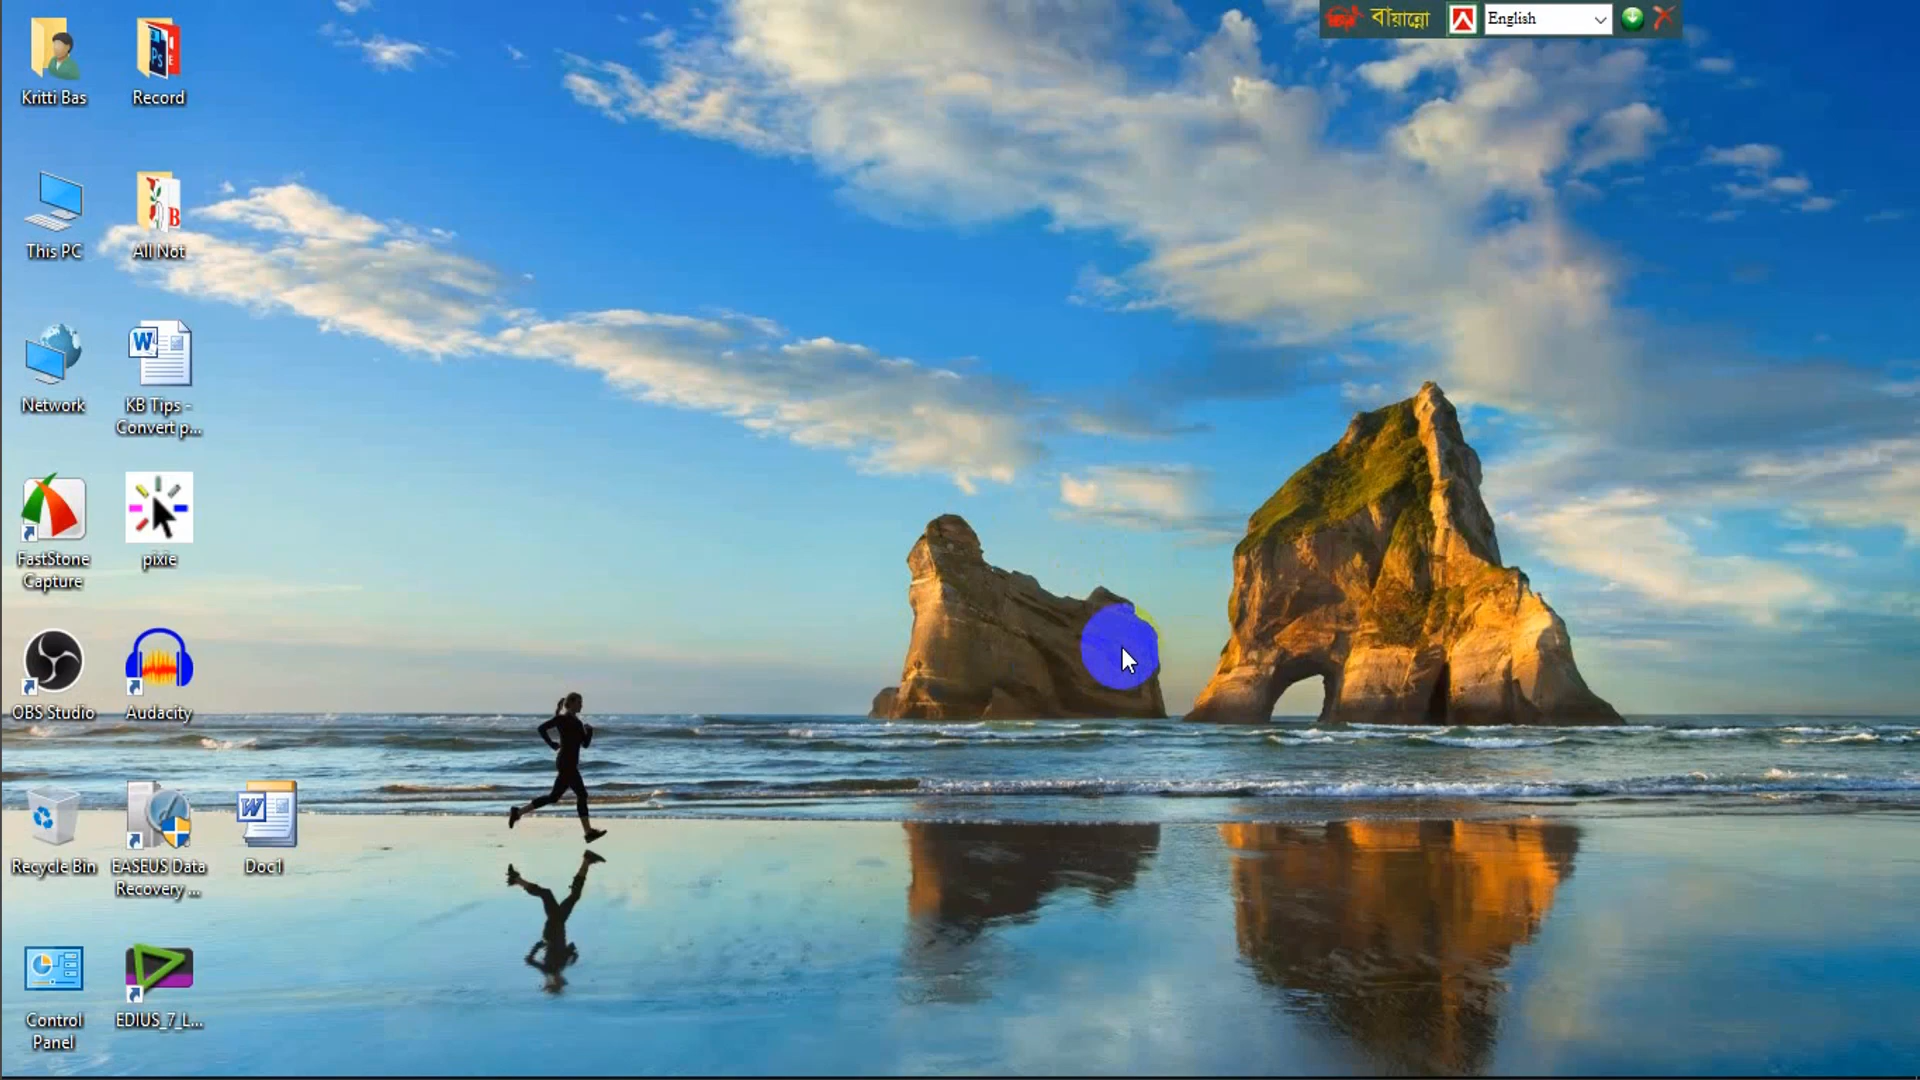 বায়ান্নো
English
Kritti Bas
Record
This PC
All Not
B
Network
KB Tips -
Convert p...
FastStone
Capture
pixie
OBS Studio
Audacity
Recycle Bin
EASEUS Data
Recovery ...
Doc1
Control
Panel
EDIUS_7_L...